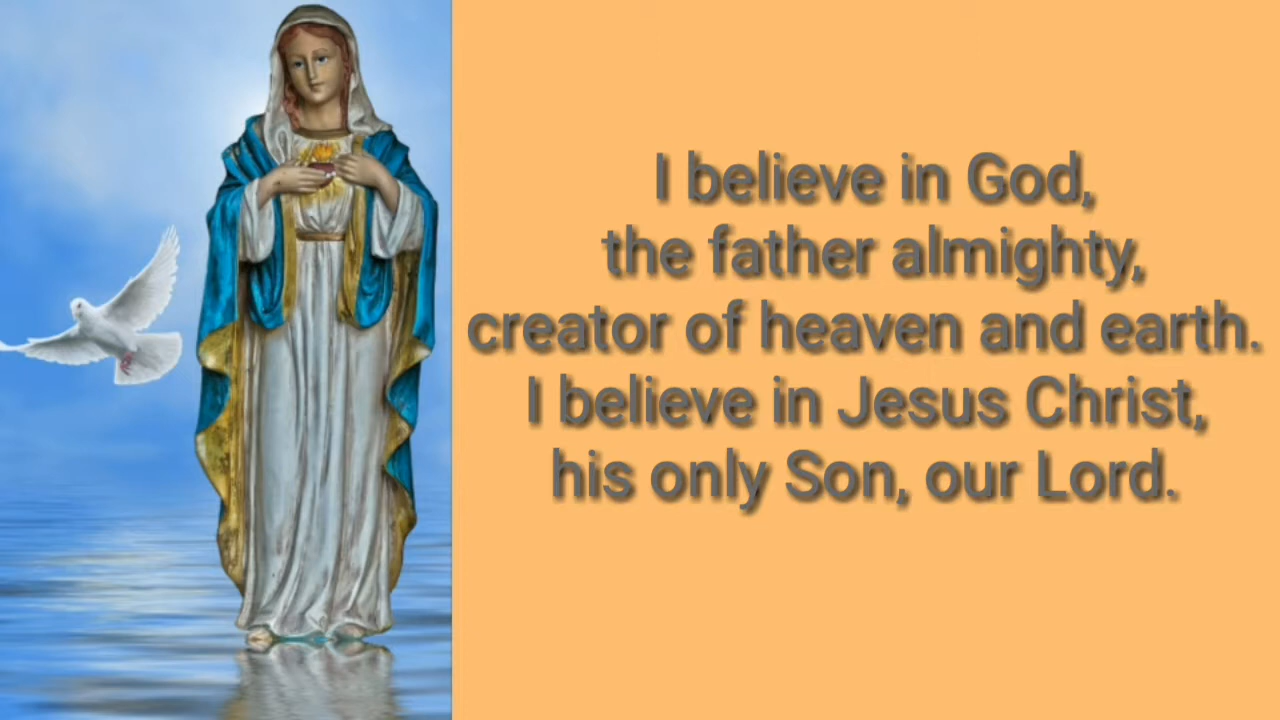 I believe in God,
the father almighty,
creator of heaven and earth.
I believe in Jesus Christ,
his only Son, our Lord.